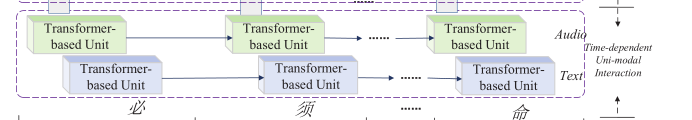 ......
Transformer-
based Unit
Transformer-
based Unit
......
Transformer-
based Unit
Audio
Transformer-
based Unit
Transformer-
based Unit
......
Transformer-
based Unit
Text
Time-dependent
Uni-modal
Interaction
必 须 ...... 命